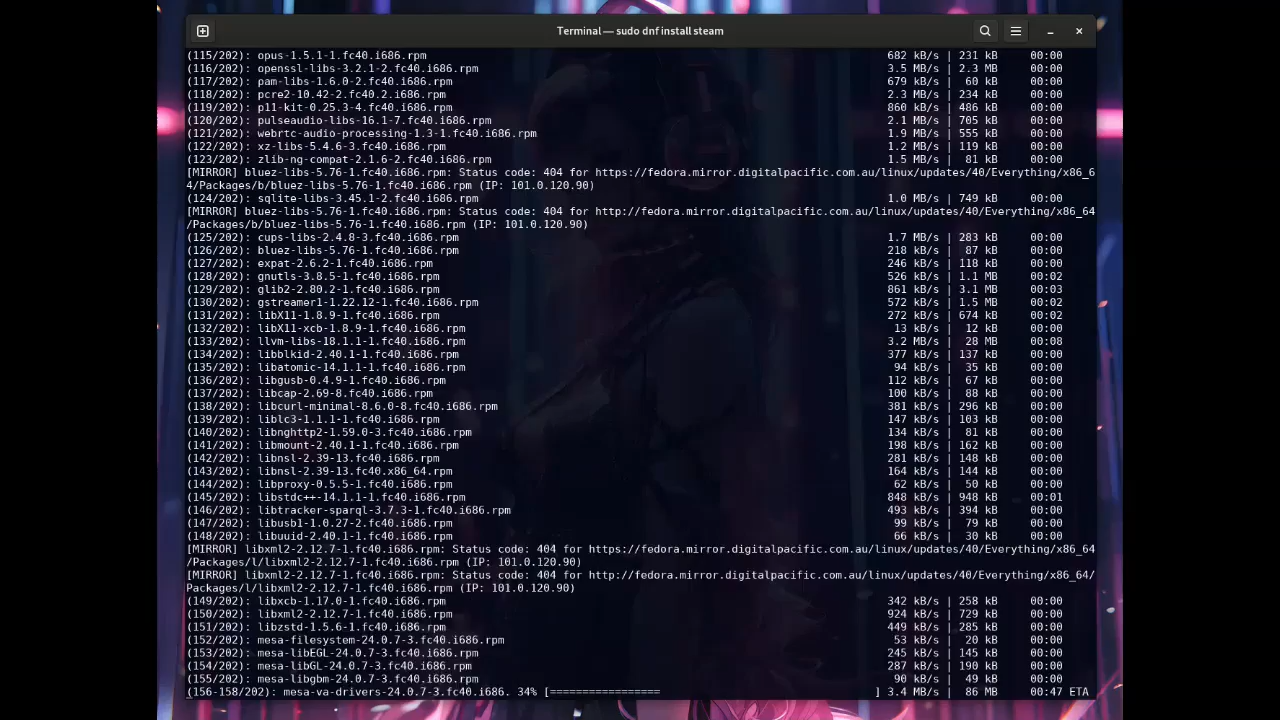 Terminal — sudo dnf install steam
(115/202): opus-1.5.1-1.fc40.i686.rpm 682 kB/s | 231 kB 00:00
(116/202): openssl-libs-3.2.1-2.fc40.i686.rpm 3.5 MB/s | 2.3 MB 00:00
(117/202): pam-libs-1.6.0-2.fc40.i686.rpm 679 kB/s | 60 kB 00:00
(118/202): pcre2-10.42-2.fc40.2.i686.rpm 2.3 MB/s | 234 kB 00:00
(119/202): p11-kit-0.25.3-4.fc40.i686.rpm 860 kB/s | 486 kB 00:00
(120/202): pulseaudio-libs-16.1-7.fc40.i686.rpm 2.1 MB/s | 705 kB 00:00
(121/202): webrtc-audio-processing-1.3-1.fc40.i686.rpm 1.9 MB/s | 555 kB 00:00
(122/202): xz-libs-5.4.6-3.fc40.i686.rpm 1.2 MB/s | 119 kB 00:00
(123/202): zlib-ng-compat-2.1.6-2.fc40.i686.rpm 1.5 MB/s | 81 kB 00:00
[MIRROR] bluez-libs-5.76-1.fc40.i686.rpm: Status code: 404 for https://fedora.mirror.digitalpacific.com.au/linux/updates/40/Everything/x86_6
4/Packages/b/bluez-libs-5.76-1.fc40.i686.rpm (IP: 101.0.120.90)
(124/202): sqlite-libs-3.45.1-2.fc40.i686.rpm 1.0 MB/s | 749 kB 00:00
[MIRROR] bluez-libs-5.76-1.fc40.i686.rpm: Status code: 404 for http://fedora.mirror.digitalpacific.com.au/linux/updates/40/Everything/x86_64
/Packages/b/bluez-libs-5.76-1.fc40.i686.rpm (IP: 101.0.120.90)
(125/202): cups-libs-2.4.8-3.fc40.i686.rpm 1.7 MB/s | 283 kB 00:00
(126/202): bluez-libs-5.76-1.fc40.i686.rpm 218 kB/s | 87 kB 00:00
(127/202): expat-2.6.2-1.fc40.i686.rpm 246 kB/s | 118 kB 00:00
(128/202): gnutls-3.8.5-1.fc40.i686.rpm 526 kB/s | 1.1 MB 00:02
(129/202): glib2-2.80.2-1.fc40.i686.rpm 861 kB/s | 3.1 MB 00:03
(130/202): gstreamer1-1.22.12-1.fc40.i686.rpm 572 kB/s | 1.5 MB 00:02
(131/202): libX11-1.8.9-1.fc40.i686.rpm 272 kB/s | 674 kB 00:02
(132/202): libX11-xcb-1.8.9-1.fc40.i686.rpm 13 kB/s | 12 kB 00:00
(133/202): llvm-libs-18.1.1-1.fc40.i686.rpm 3.2 MB/s | 28 MB 00:08
(134/202): libblkid-2.40.1-1.fc40.i686.rpm 377 kB/s | 137 kB 00:00
(135/202): libatomic-14.1.1-1.fc40.i686.rpm 94 kB/s | 35 kB 00:00
(136/202): libgusb-0.4.9-1.fc40.i686.rpm 112 kB/s | 67 kB 00:00
(137/202): libcap-2.69-8.fc40.i686.rpm 100 kB/s | 88 kB 00:00
(138/202): libcurl-minimal-8.6.0-8.fc40.i686.rpm 381 kB/s | 296 kB 00:00
(139/202): liblc3-1.1.1-1.fc40.i686.rpm 147 kB/s | 103 kB 00:00
(140/202): libnghttp2-1.59.0-3.fc40.i686.rpm 134 kB/s | 81 kB 00:00
(141/202): libmount-2.40.1-1.fc40.i686.rpm 198 kB/s | 162 kB 00:00
(142/202): libnsl-2.39-13.fc40.i686.rpm 281 kB/s | 148 kB 00:00
(143/202): libnsl-2.39-13.fc40.x86_64.rpm 164 kB/s | 144 kB 00:00
(144/202): libproxy-0.5.5-1.fc40.i686.rpm 62 kB/s | 50 kB 00:00
(145/202): libstdc++-14.1.1-1.fc40.i686.rpm 848 kB/s | 948 kB 00:01
(146/202): libtracker-sparql-3.7.3-1.fc40.i686.rpm 493 kB/s | 394 kB 00:00
(147/202): libusb1-1.0.27-2.fc40.i686.rpm 99 kB/s | 79 kB 00:00
(148/202): libuuid-2.40.1-1.fc40.i686.rpm 66 kB/s | 30 kB 00:00
[MIRROR] libxml2-2.12.7-1.fc40.i686.rpm: Status code: 404 for https://fedora.mirror.digitalpacific.com.au/linux/updates/40/Everything/x86_64
/Packages/l/libxml2-2.12.7-1.fc40.i686.rpm (IP: 101.0.120.90)
[MIRROR] libxml2-2.12.7-1.fc40.i686.rpm: Status code: 404 for http://fedora.mirror.digitalpacific.com.au/linux/updates/40/Everything/x86_64/
Packages/l/libxml2-2.12.7-1.fc40.i686.rpm (IP: 101.0.120.90)
(149/202): libxcb-1.17.0-1.fc40.i686.rpm 342 kB/s | 258 kB 00:00
(150/202): libxml2-2.12.7-1.fc40.i686.rpm 924 kB/s | 729 kB 00:00
(151/202): libzstd-1.5.6-1.fc40.i686.rpm 449 kB/s | 285 kB 00:00
(152/202): mesa-filesystem-24.0.7-3.fc40.i686.rpm 53 kB/s | 20 kB 00:00
(153/202): mesa-libEGL-24.0.7-3.fc40.i686.rpm 245 kB/s | 145 kB 00:00
(154/202): mesa-libGL-24.0.7-3.fc40.i686.rpm 287 kB/s | 190 kB 00:00
(155/202): mesa-libgbm-24.0.7-3.fc40.i686.rpm 90 kB/s | 49 kB 00:00
(156-158/202): mesa-va-drivers-24.0.7-3.fc40.i686. 34% [================= ] 3.4 MB/s | 86 MB 00:47 ETA